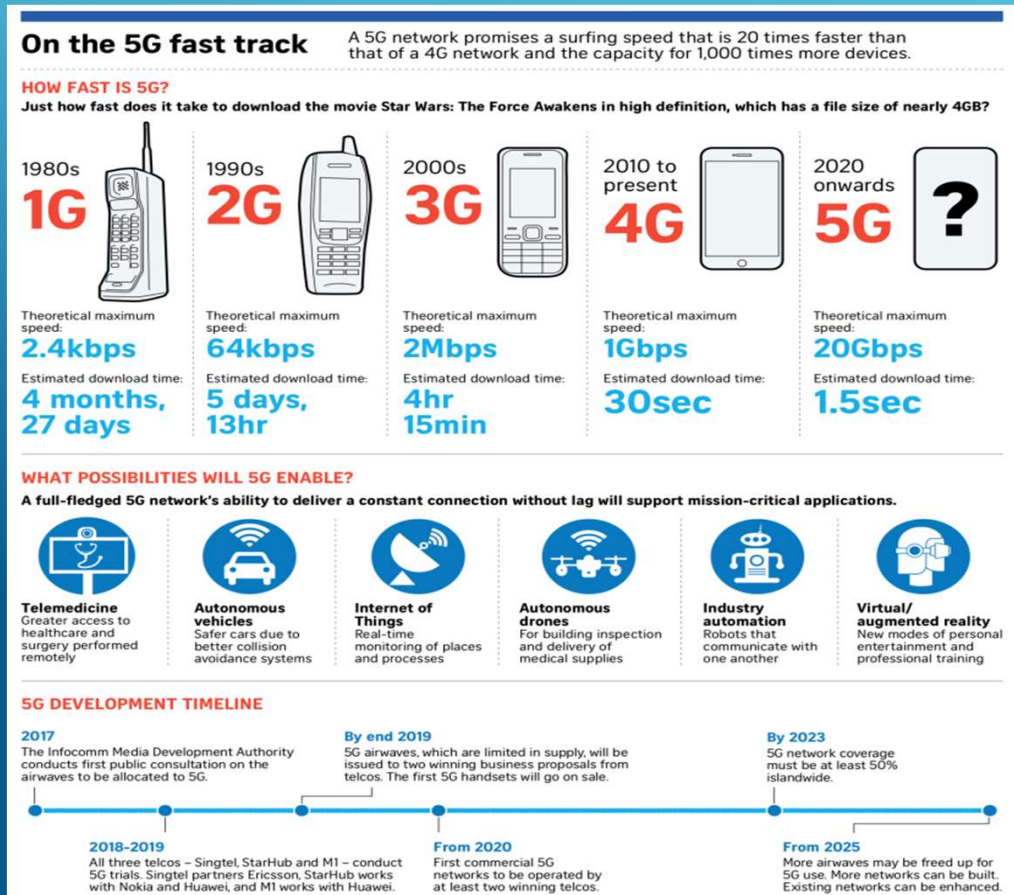 On the 5G fast track
A 5G network promises a surfing speed that is 20 times faster than
that of a 4G network and the capacity for 1,000 times more devices.
HOW FAST IS 5G?
Just how fast does it take to download the movie Star Wars: The Force Awakens in high definition, which has a file size of nearly 4GB?
1980s
1G
Theoretical maximum
speed:
2.4kbps
Estimated download time:
4 months,
27 days
1990s
2G
Theoretical maximum
speed:
64kbps
Estimated download time:
5 days,
13hr
2000s
3G
Theoretical maximum
speed:
2Mbps
Estimated download time:
4hr
15min
2010 to
present
4G
Theoretical maximum
speed:
1Gbps
Estimated download time:
30sec
2020
onwards
5G
?
Theoretical maximum
speed:
20Gbps
Estimated download time:
1.5sec
WHAT POSSIBILITIES WILL 5G ENABLE?
A full-fledged 5G network's ability to deliver a constant connection without lag will support mission-critical applications.
Telemedicine
Greater access to
healthcare and
surgery performed
remotely
Autonomous
vehicles
Safer cars due to
better collision
avoidance systems
Internet of
Things
Real-time
monitoring of places
and processes
Autonomous
drones
For building inspection
and delivery of
medical supplies
Industry
automation
Robots that
communicate with
one another
Virtual/
augmented reality
New modes of personal
entertainment and
professional training
5G DEVELOPMENT TIMELINE
2017
The Infocomm Media Development Authority
conducts first public consultation on the
airwaves to be allocated to 5G.
2018-2019
All three telcos – Singtel, StarHub and M1 – conduct
5G trials. Singtel partners Ericsson, StarHub works
with Nokia and Huawei, and M1 works with Huawei.
By end 2019
5G airwaves, which are limited in supply, will be
issued to two winning business proposals from
telcos. The first 5G handsets will go on sale.
From 2020
First commercial 5G
networks to be operated by
at least two winning telcos.
By 2023
5G network coverage
must be at least 50%
islandwide.
From 2025
More airwaves may be freed up for
5G use. More networks can be built.
Existing networks can be enhanced.